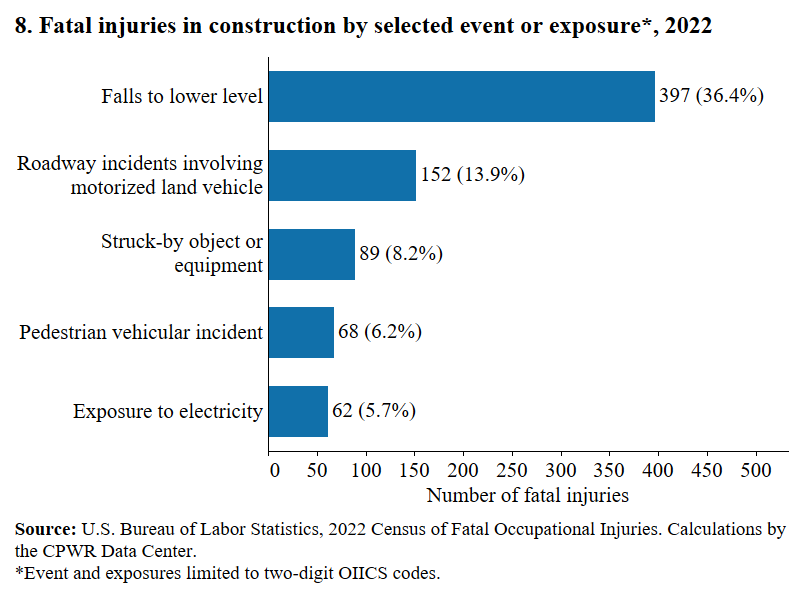 8. Fatal injuries in construction by selected event or exposure*, 2022
Falls to lower level
397 (36.4%)
Roadway incidents involving
motorized land vehicle
152 (13.9%)
Struck-by object or
equipment
89 (8.2%)
Pedestrian vehicular incident
68 (6.2%)
Exposure to electricity
62 (5.7%)
0 50 100 150 200 250 300 350 400 450 500
Number of fatal injuries
Source: U.S. Bureau of Labor Statistics, 2022 Census of Fatal Occupational Injuries. Calculations by
the CPWR Data Center.
*Event and exposures limited to two-digit OIICS codes.